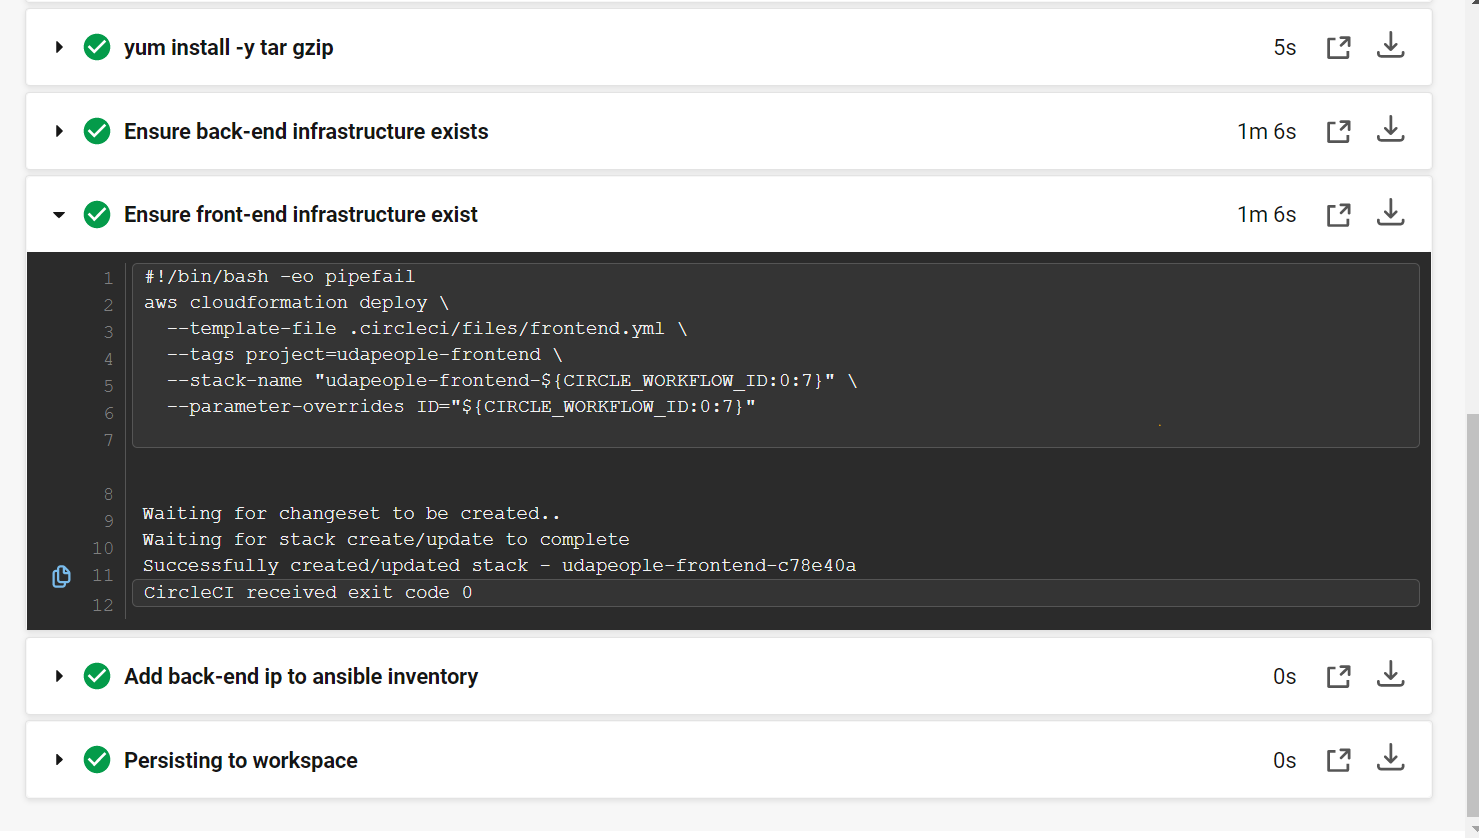 yum install -y tar gzip 5s
Ensure back-end infrastructure exists 1m 6s
Ensure front-end infrastructure exist 1m 6s
1 #!/bin/bash -eo pipefail
2 aws cloudformation deploy \
3 --template-file .circleci/files/frontend.yml \
4 --tags project=udapeople-frontend \
5 --stack-name "udapeople-frontend-${CIRCLE_WORKFLOW_ID:0:7}" \
6 --parameter-overrides ID="${CIRCLE_WORKFLOW_ID:0:7}"
7
8
9 Waiting for changeset to be created..
10 Waiting for stack create/update to complete
11 Successfully created/updated stack - udapeople-frontend-c78e40a
12 CircleCI received exit code 0
Add back-end ip to ansible inventory 0s
Persisting to workspace 0s